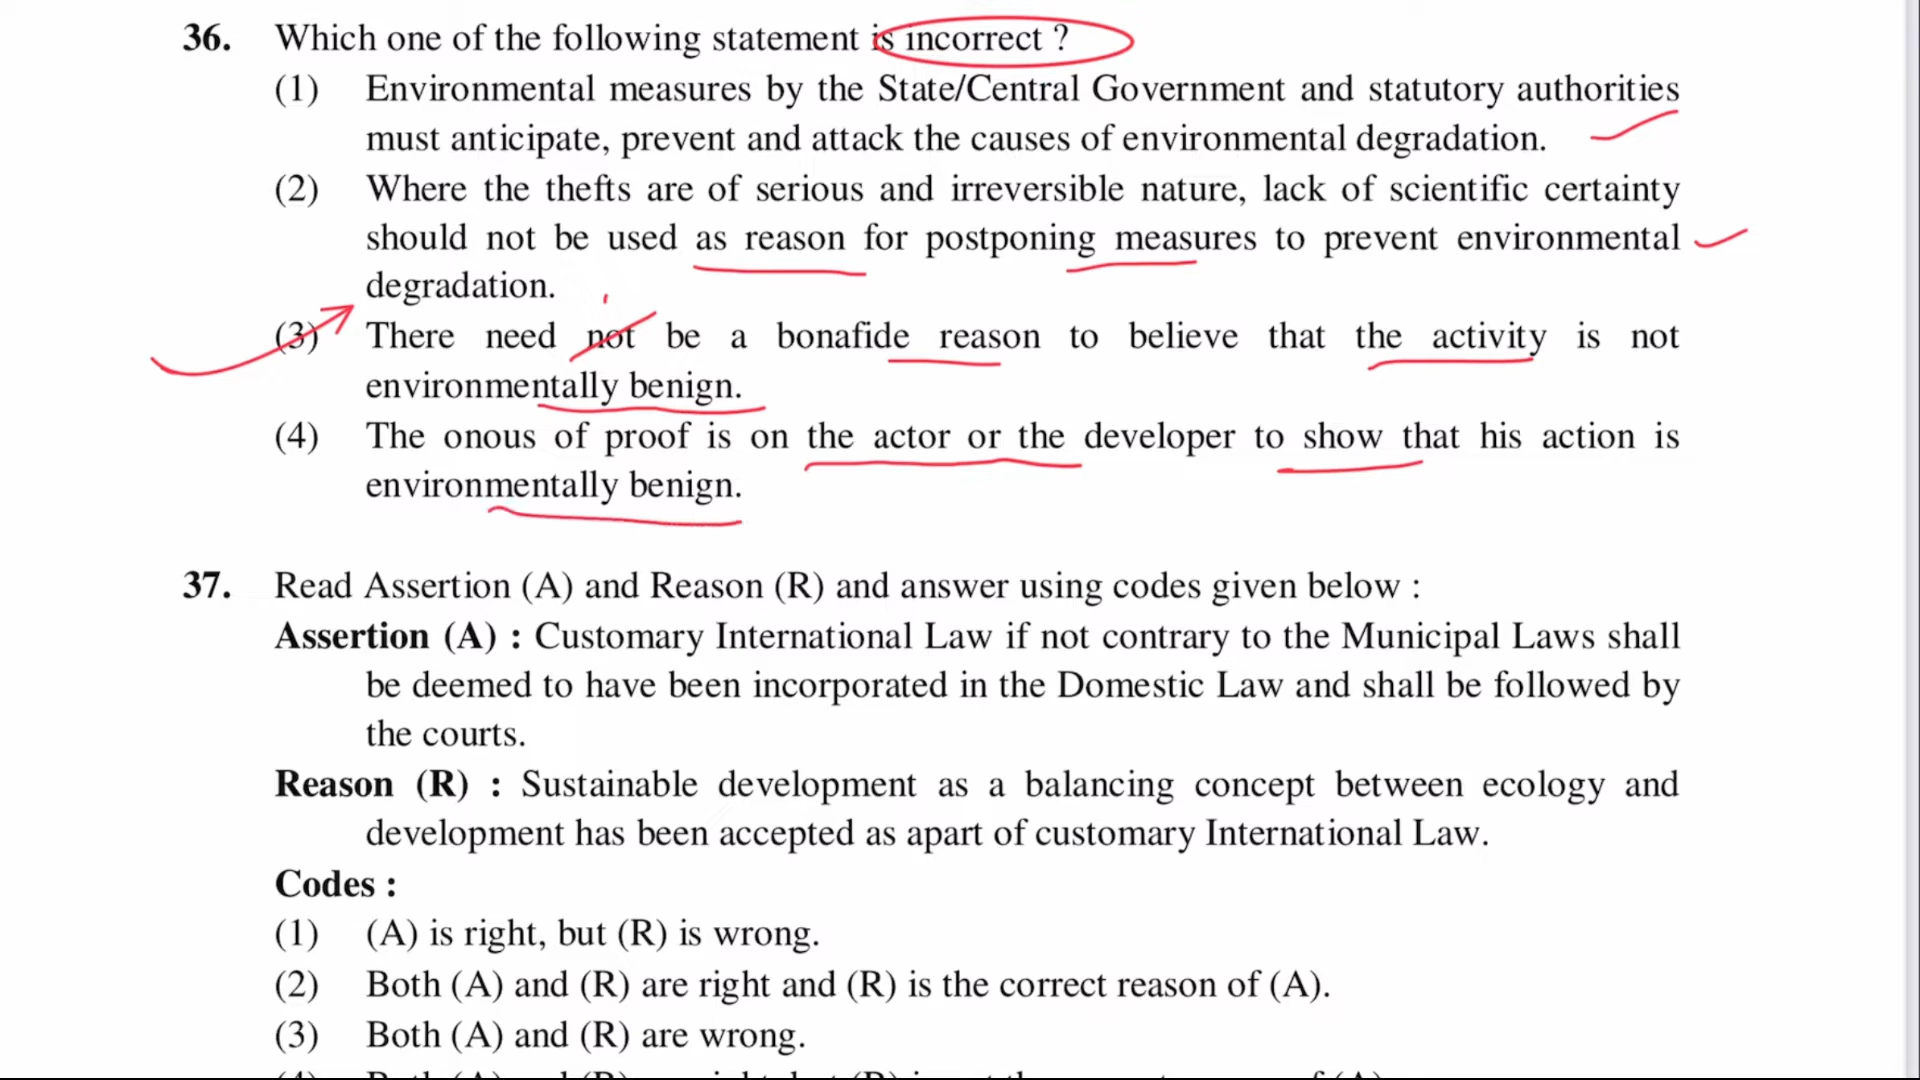 36. Which one of the following statement is incorrect ?
(1) Environmental measures by the State/Central Government and statutory authorities
must anticipate, prevent and attack the causes of environmental degradation.
(2) Where the thefts are of serious and irreversible nature, lack of scientific certainty
should not be used as reason for postponing measures to prevent environmental
degradation.
(3) There need not be a bonafide reason to believe that the activity is not
environmentally benign.
(4) The onous of proof is on the actor or the developer to show that his action is
environmentally benign.
37. Read Assertion (A) and Reason (R) and answer using codes given below :
Assertion (A) : Customary International Law if not contrary to the Municipal Laws shall
be deemed to have been incorporated in the Domestic Law and shall be followed by
the courts.
Reason (R) : Sustainable development as a balancing concept between ecology and
development has been accepted as apart of customary International Law.
Codes :
(1) (A) is right, but (R) is wrong.
(2) Both (A) and (R) are right and (R) is the correct reason of (A).
(3) Both (A) and (R) are wrong.